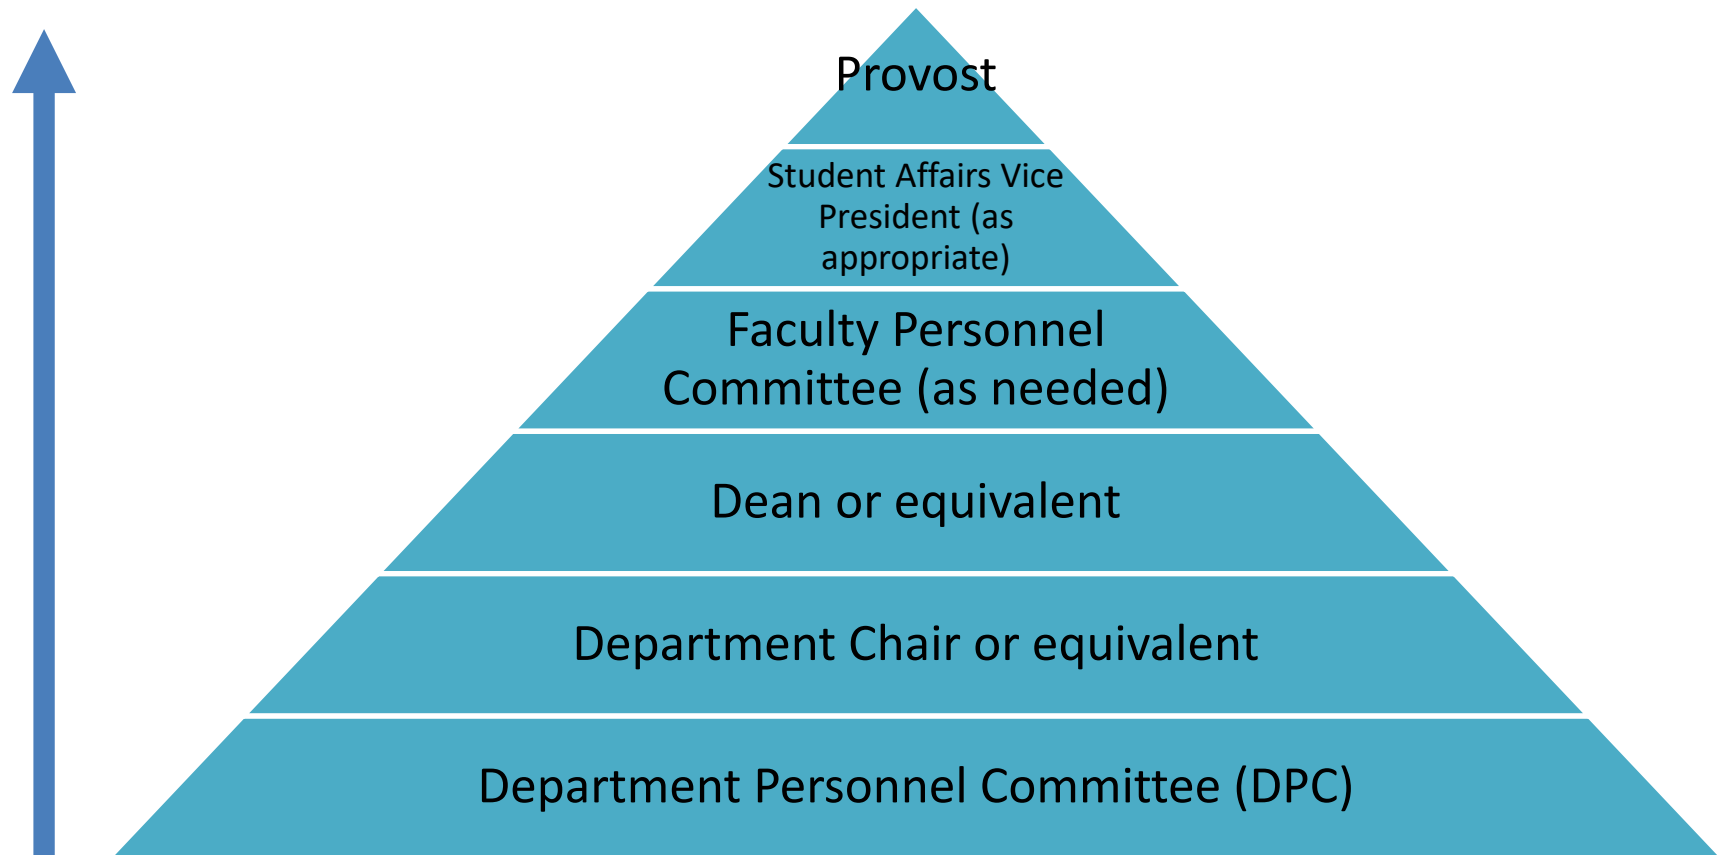 Provost
Student Affairs Vice
President (as
appropriate)
Faculty Personnel
Committee (as needed)
Dean or equivalent
Department Chair or equivalent
Department Personnel Committee (DPC)